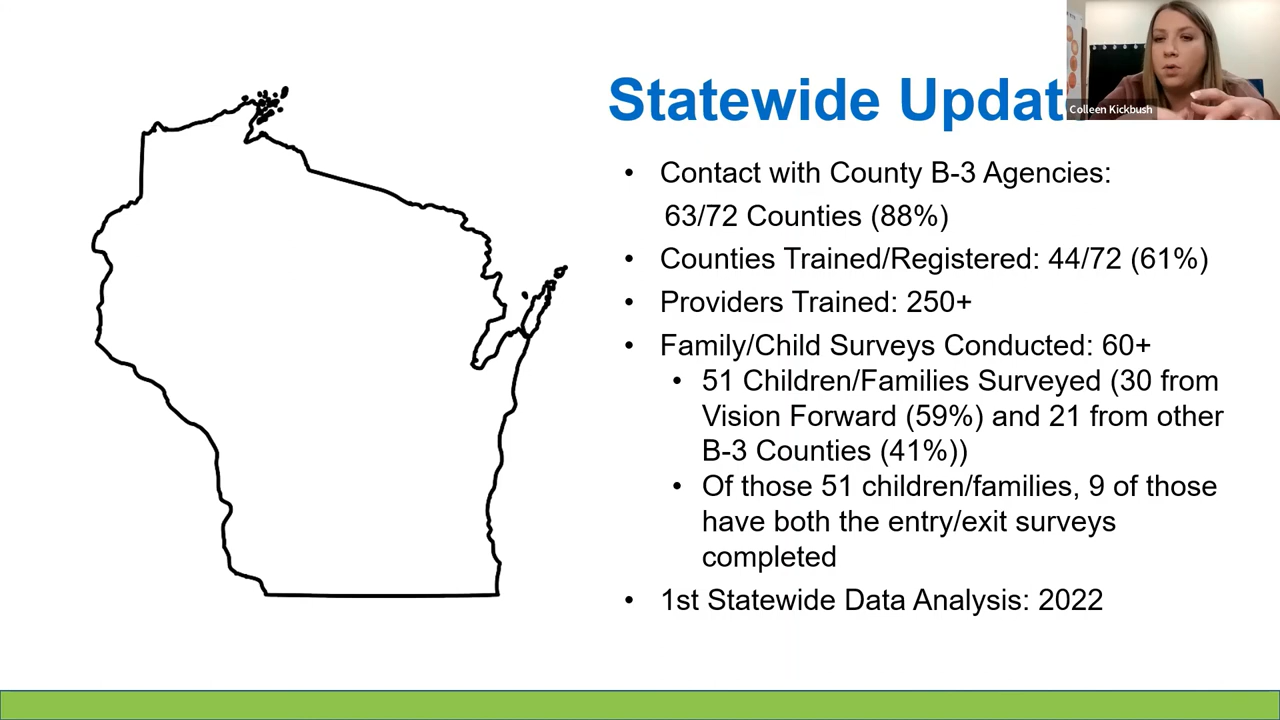 Statewide Updat
Colleen Kickbush
• Contact with County B-3 Agencies:
63/72 Counties (88%)
• Counties Trained/Registered: 44/72 (61%)
• Providers Trained: 250+
• Family/Child Surveys Conducted: 60+
• 51 Children/Families Surveyed (30 from
Vision Forward (59%) and 21 from other
B-3 Counties (41%))
• Of those 51 children/families, 9 of those
have both the entry/exit surveys
completed
• 1st Statewide Data Analysis: 2022